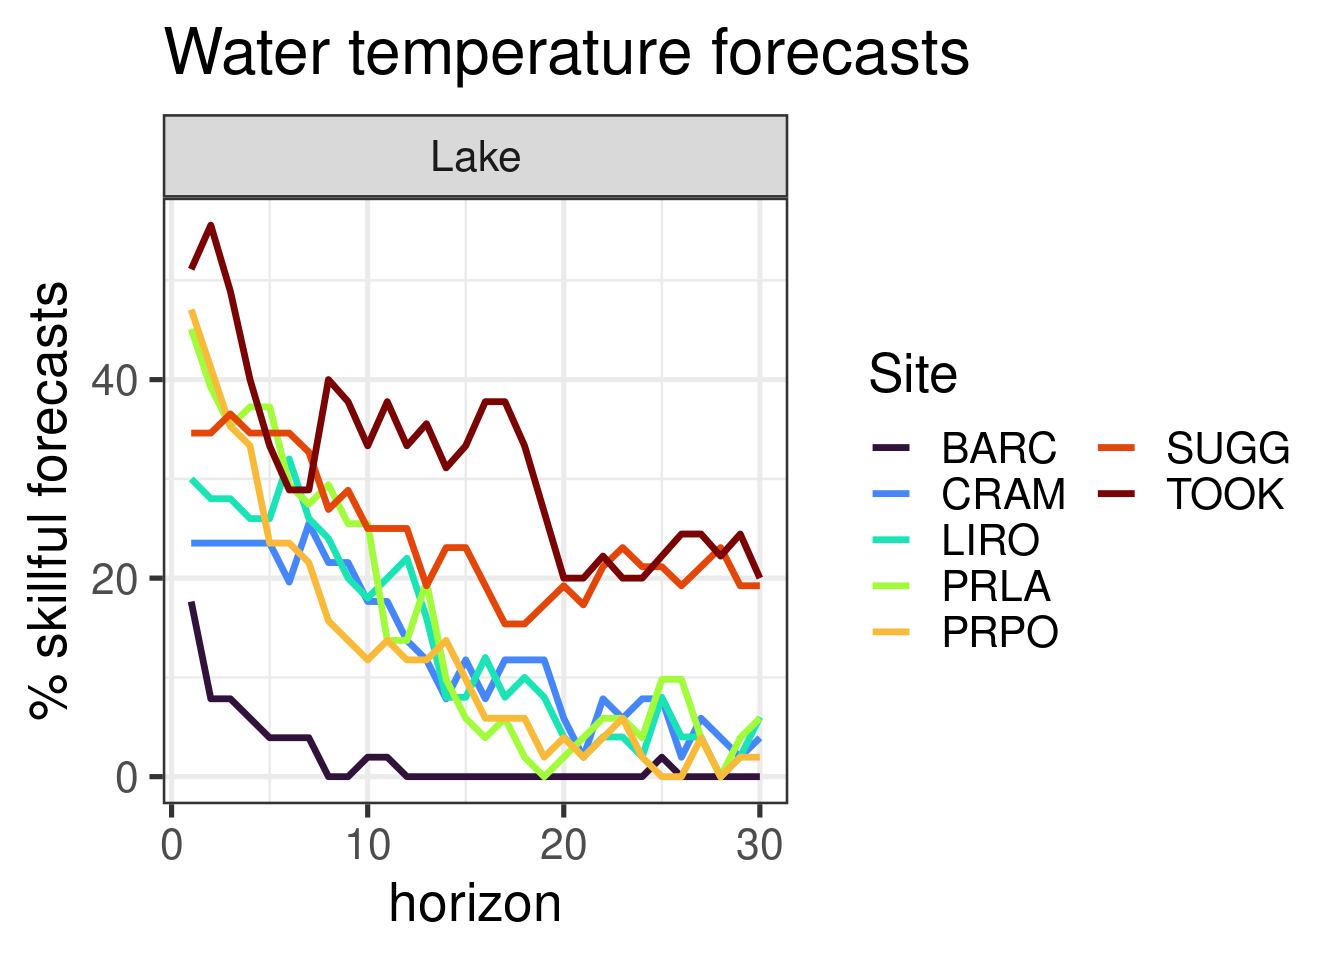 Water temperature forecasts
Lake
% skillful forecasts
40
20
0
0 10 20 30
horizon
Site
BARC SUGG
CRAM TOOK
LIRO
PRLA
PRPO